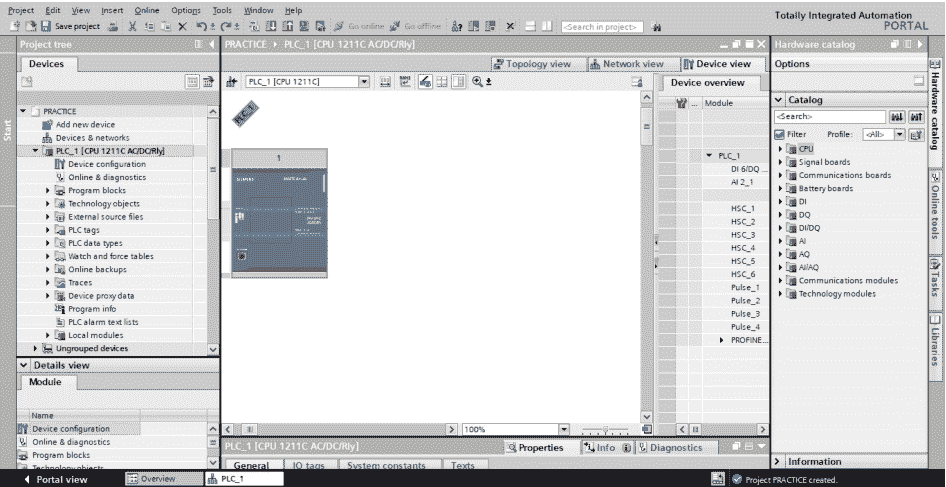 Project Edit View Insert Online Options Tools Window Help
Totally Integrated Automation
PORTAL
Save project
Go online
Go offline
<Search in project>
Project tree
PRACTICE
PLC_1 [CPU 1211C AC/DC/Rly]
Hardware catalog
Devices
Topology view
Network view
Device view
Options
PLC_1 [CPU 1211C]
Device overview
Module
PRACTICE
Add new device
Devices & networks
PLC_1 [CPU 1211C AC/DC/Rly]
Device configuration
Online & diagnostics
Program blocks
Technology objects
External source files
PLC tags
PLC data types
Watch and force tables
Online backups
Traces
Device proxy data
Program info
PLC alarm text lists
Local modules
Ungrouped devices
Start
PLC_1
1
SIEMENS
PLC_1
DI 6/DQ ...
AI 2_1
HSC_1
HSC_2
HSC_3
HSC_4
HSC_5
HSC_6
Pulse_1
Pulse_2
Pulse_3
Pulse_4
PROFINE...
Catalog
<Search>
Filter
Profile:
<All>
CPU
Signal boards
Communications boards
Battery boards
DI
DQ
DI/DQ
AI
AQ
AI/AQ
Communications modules
Technology modules
Hardware catalog
Online tools
Tasks
Libraries
Details view
Module
Name
Device configuration
Online & diagnostics
Program blocks
Technology objects
100%
PLC_1 [CPU 1211C AC/DC/Rly]
Properties
Info
Diagnostics
General
IO tags
System constants
Texts
Information
Portal view
Overview
PLC_1
Project PRACTICE created.